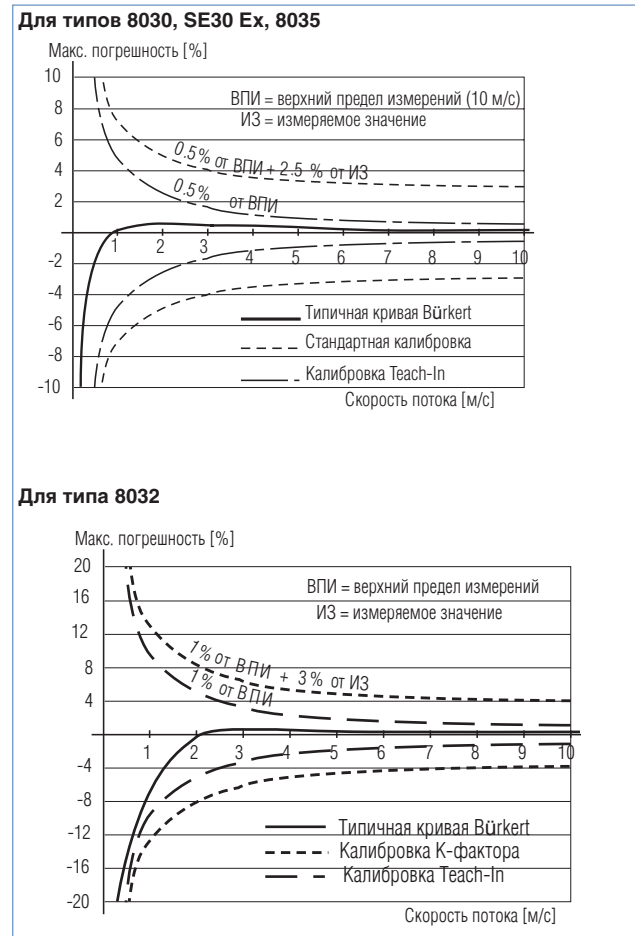 Для типов 8030, SE30 Ex, 8035
Макс. погрешность [%]
10
ВПИ = верхний предел измерений (10 м/с)
8
ИЗ = измеряемое значение
6
0.5% от ВПИ + 2.5 % от ИЗ
4
0.5% от ВПИ
2
1 2 3 4 5 6 7 8 9 10
-2
-4
Типичная кривая Bürkert
-6
Стандартная калибровка
-8
Калибровка Teach-In
-10
Скорость потока [м/с]
Для типа 8032
Макс. погрешность [%]
20
ВПИ = верхний предел измерений
16
ИЗ = измеряемое значение
12
1% от ВПИ + 3% от ИЗ
8
1% от ВПИ
4
1 2 3 4 5 6 7 8 9 10
-4
-8
Типичная кривая Bürkert
-12
Калибровка К-фактора
-16
Калибровка Teach-In
-20
Скорость потока [м/с]